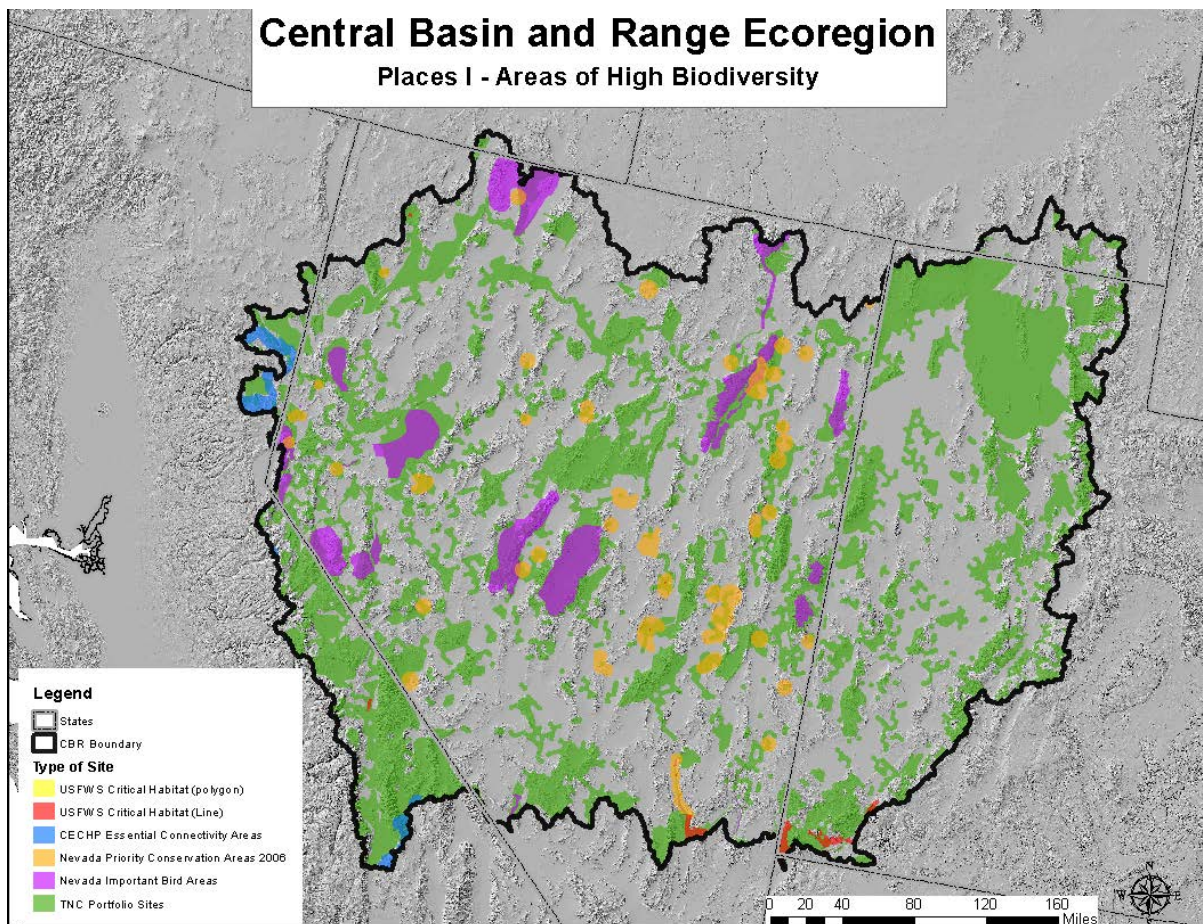 Central Basin and Range Ecoregion
Places I - Areas of High Biodiversity
Legend
States
CBR Boundary
Type of Site
USFWS Critical Habitat (polygon)
USFWS Critical Habitat (Line)
CECHP Essential Connectivity Areas
Nevada Priority Conservation Areas 2006
Nevada Important Bird Areas
TNC Portfolio Sites
0 20 40 80 120 160
Miles
N
W E
S